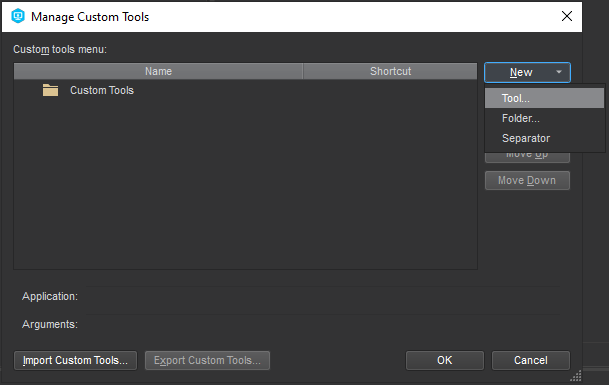 Manage Custom Tools
Custom tools menu:
Name Shortcut
Custom Tools
New
Tool...
Folder...
Separator
Move Up
Move Down
Application:
Arguments:
Import Custom Tools...
Export Custom Tools...
OK
Cancel